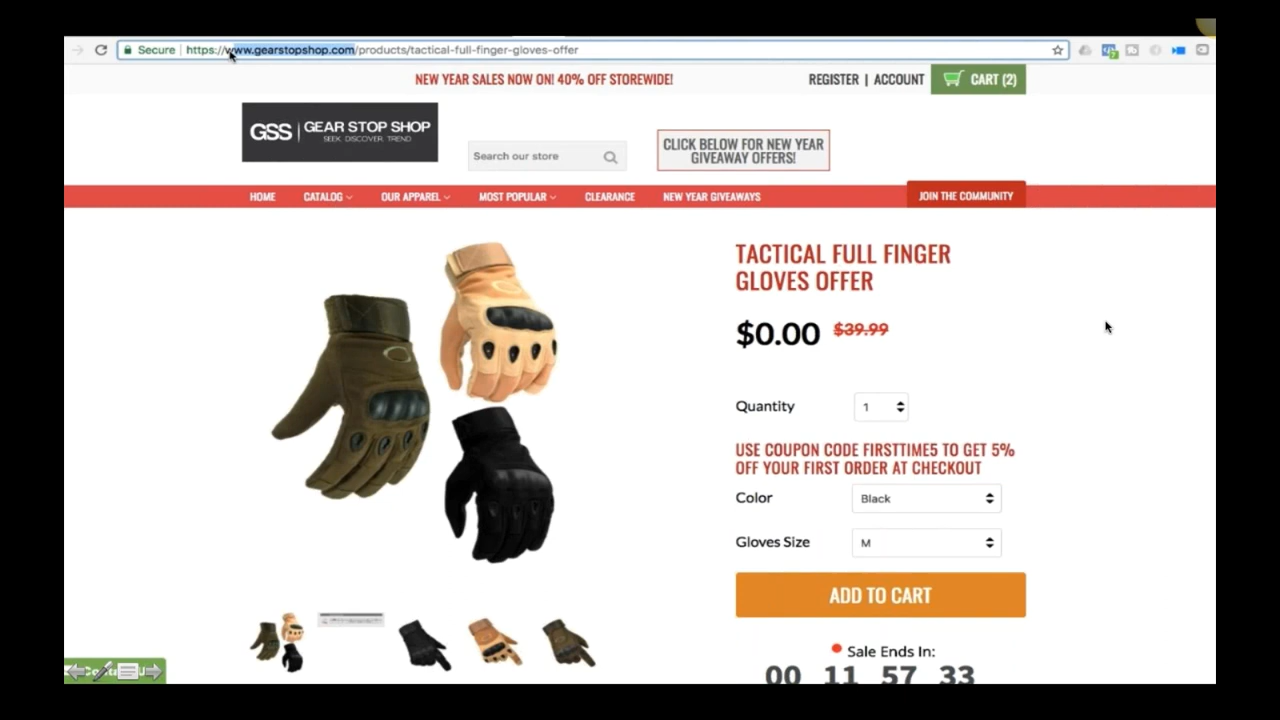 Secure | https://www.gearstopshop.com/products/tactical-full-finger-gloves-offer
NEW YEAR SALES NOW ON! 40% OFF STOREWIDE!
REGISTER | ACCOUNT
CART (2)
GSS | GEAR STOP SHOP
SEEK. DISCOVER. TREND
Search our store
CLICK BELOW FOR NEW YEAR
GIVEAWAY OFFERS!
HOME CATALOG OUR APPAREL MOST POPULAR CLEARANCE NEW YEAR GIVEAWAYS JOIN THE COMMUNITY
TACTICAL FULL FINGER
GLOVES OFFER
$0.00 $39.99
Quantity 1
USE COUPON CODE FIRSTTIME5 TO GET 5%
OFF YOUR FIRST ORDER AT CHECKOUT
Color Black
Gloves Size M
ADD TO CART
Sale Ends In:
00 11 57 33